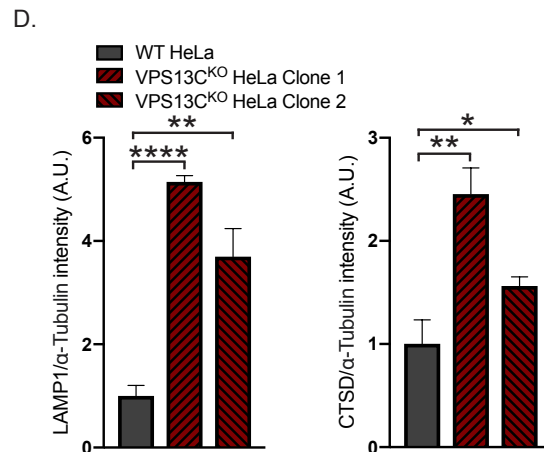 D.
WT HeLa
VPS13C^KO HeLa Clone 1
VPS13C^KO HeLa Clone 2
LAMP1/α-Tubulin intensity (A.U.)
6
4
2
0
****
**
CTSD/α-Tubulin intensity (A.U.)
3
2
1
0
**
*